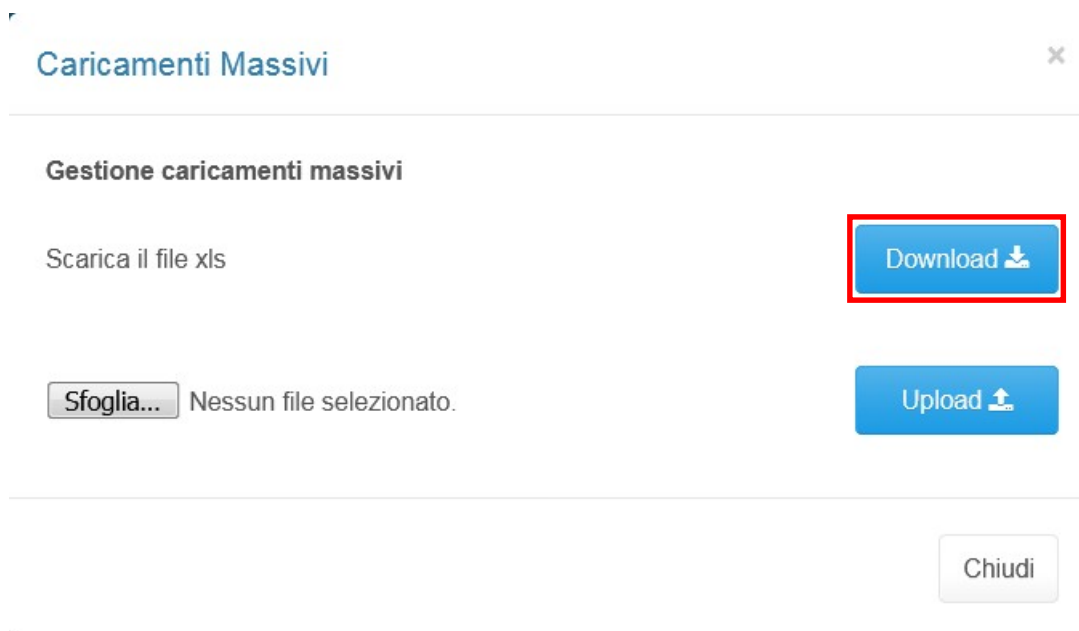 Caricamenti Massivi
×
Gestione caricamenti massivi
Scarica il file xls
Download
Sfoglia... Nessun file selezionato.
Upload
Chiudi